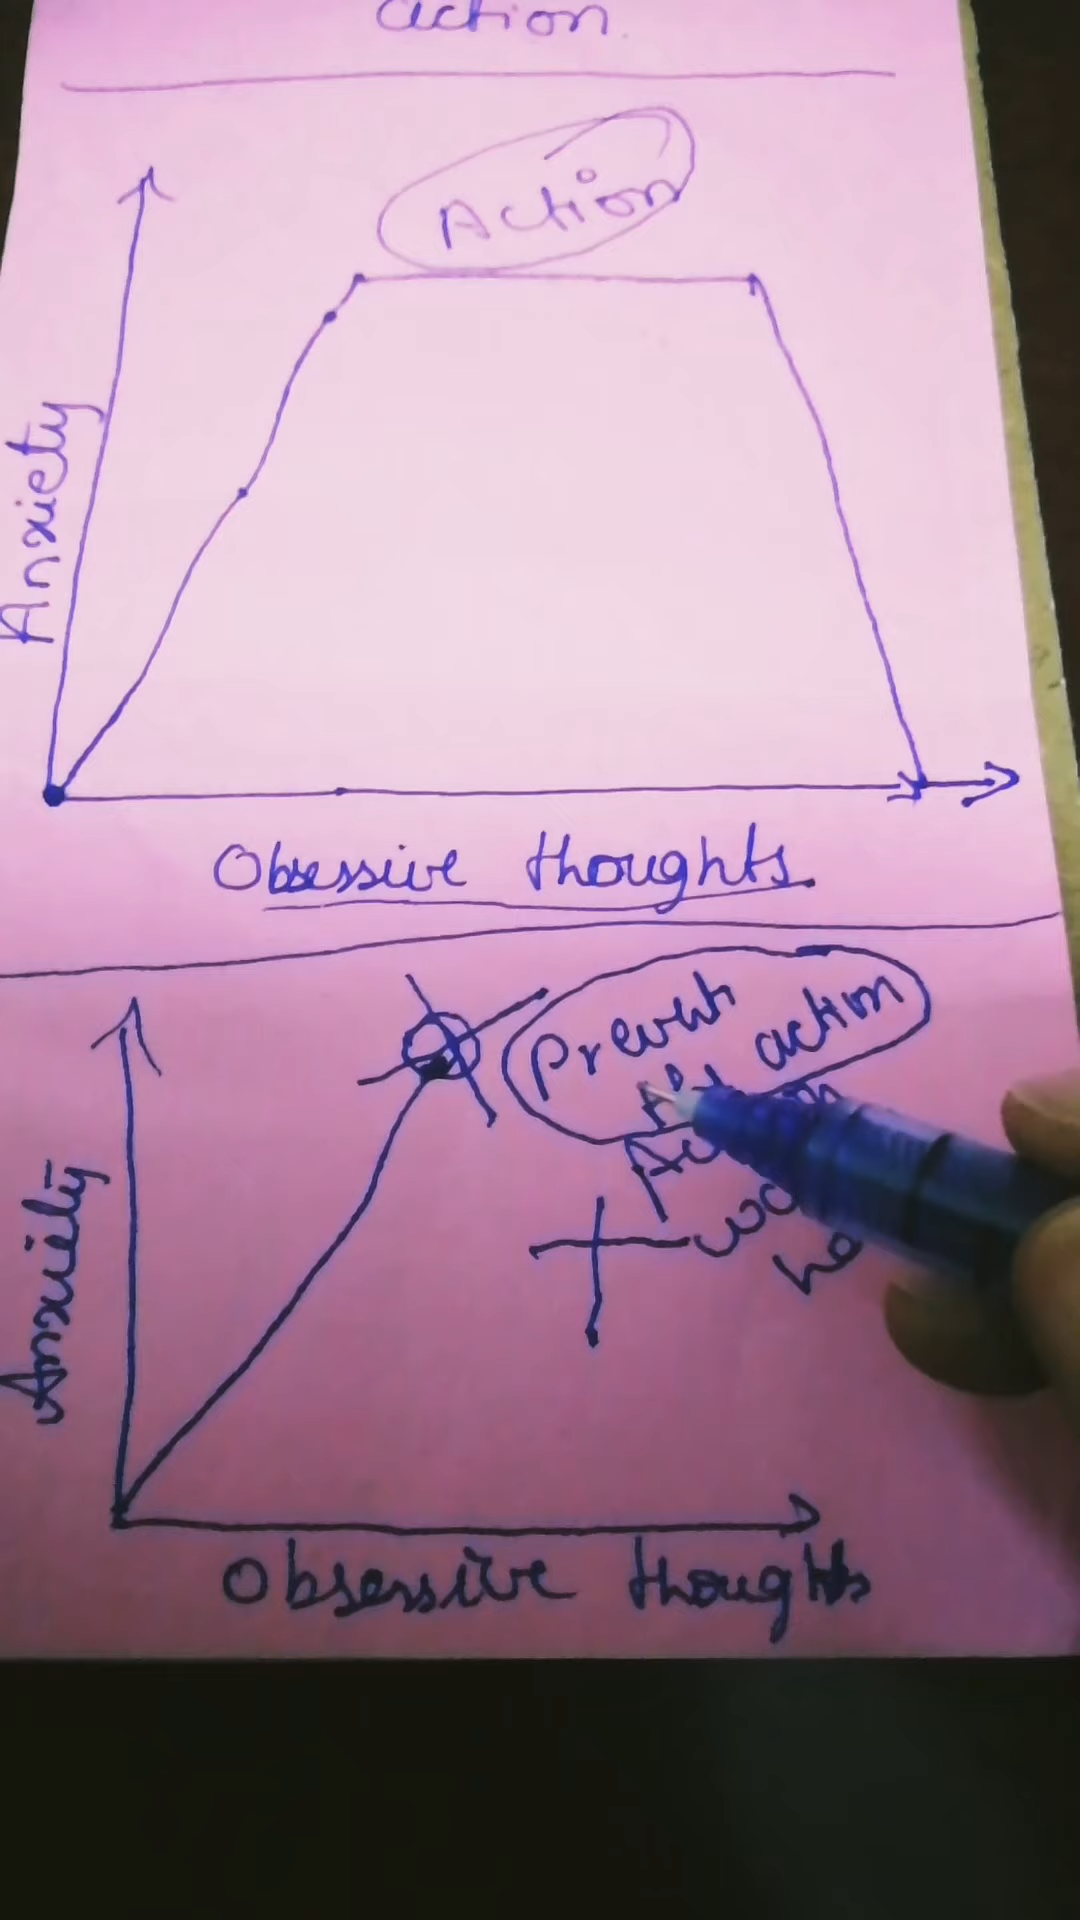 action.
Action
Anxiety
Obsessive thoughts.
Prevent
action
Anxiety
Obsessive thoughts